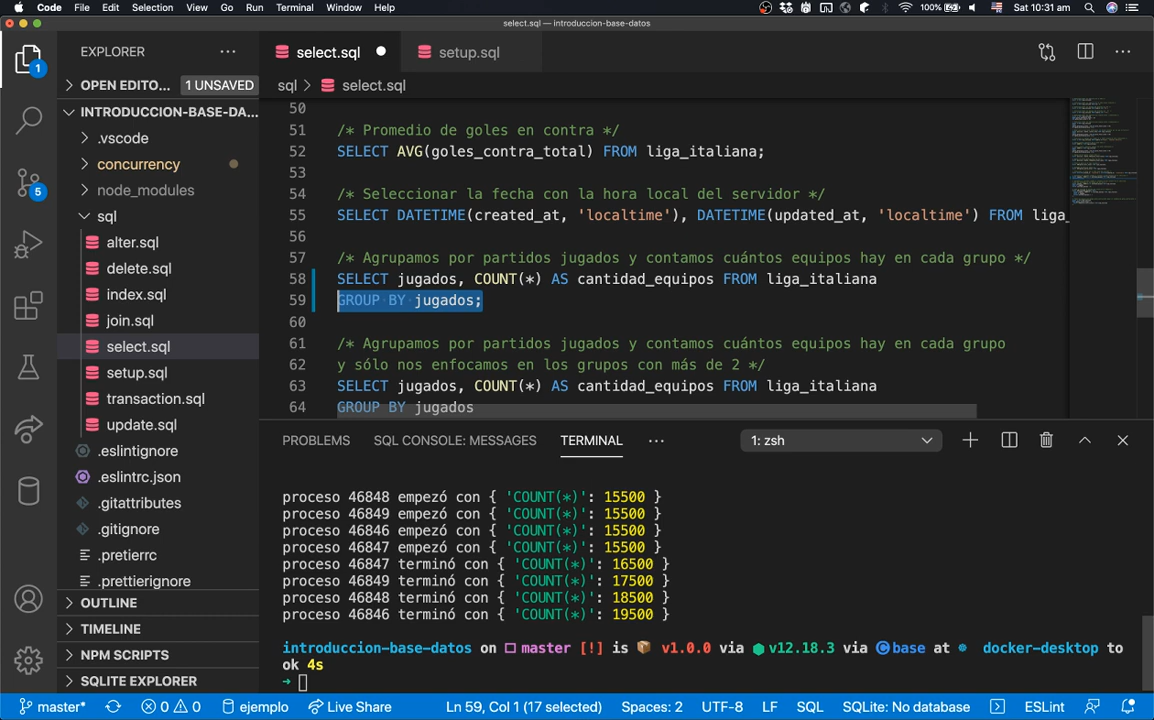 Code File Edit Selection View Go Run Terminal Window Help 100% Sat 10:31 am
select.sql — introduccion-base-datos
EXPLORER
select.sql
setup.sql
1
OPEN EDITO... 1 UNSAVED
sql > select.sql
INTRODUCCION-BASE-DA...
.vscode
concurrency
node_modules
sql
alter.sql
delete.sql
index.sql
join.sql
select.sql
setup.sql
transaction.sql
update.sql
.eslintignore
.eslintrc.json
.gitattributes
.gitignore
.pretierrc
.prettierignore
OUTLINE
TIMELINE
NPM SCRIPTS
SQLITE EXPLORER
5
50
51 /* Promedio de goles en contra */
52 SELECT AVG(goles_contra_total) FROM liga_italiana;
53
54 /* Seleccionar la fecha con la hora local del servidor */
55 SELECT DATETIME(created_at, 'localtime'), DATETIME(updated_at, 'localtime') FROM liga_
56
57 /* Agrupamos por partidos jugados y contamos cuántos equipos hay en cada grupo */
58 SELECT jugados, COUNT(*) AS cantidad_equipos FROM liga_italiana
59 GROUP BY jugados;
60
61 /* Agrupamos por partidos jugados y contamos cuántos equipos hay en cada grupo
62 y sólo nos enfocamos en los grupos con más de 2 */
63 SELECT jugados, COUNT(*) AS cantidad_equipos FROM liga_italiana
64 GROUP BY jugados
PROBLEMS SQL CONSOLE: MESSAGES TERMINAL ... 1: zsh
proceso 46848 empezó con { 'COUNT(*)': 15500 }
proceso 46849 empezó con { 'COUNT(*)': 15500 }
proceso 46846 empezó con { 'COUNT(*)': 15500 }
proceso 46847 empezó con { 'COUNT(*)': 15500 }
proceso 46847 terminó con { 'COUNT(*)': 16500 }
proceso 46849 terminó con { 'COUNT(*)': 17500 }
proceso 46848 terminó con { 'COUNT(*)': 18500 }
proceso 46846 terminó con { 'COUNT(*)': 19500 }
introduccion-base-datos on master [!] is v1.0.0 via v12.18.3 via base at docker-desktop to
ok 4s
master* 0 0 ejemplo Live Share Ln 59, Col 1 (17 selected) Spaces: 2 UTF-8 LF SQL SQLite: No database ESLint